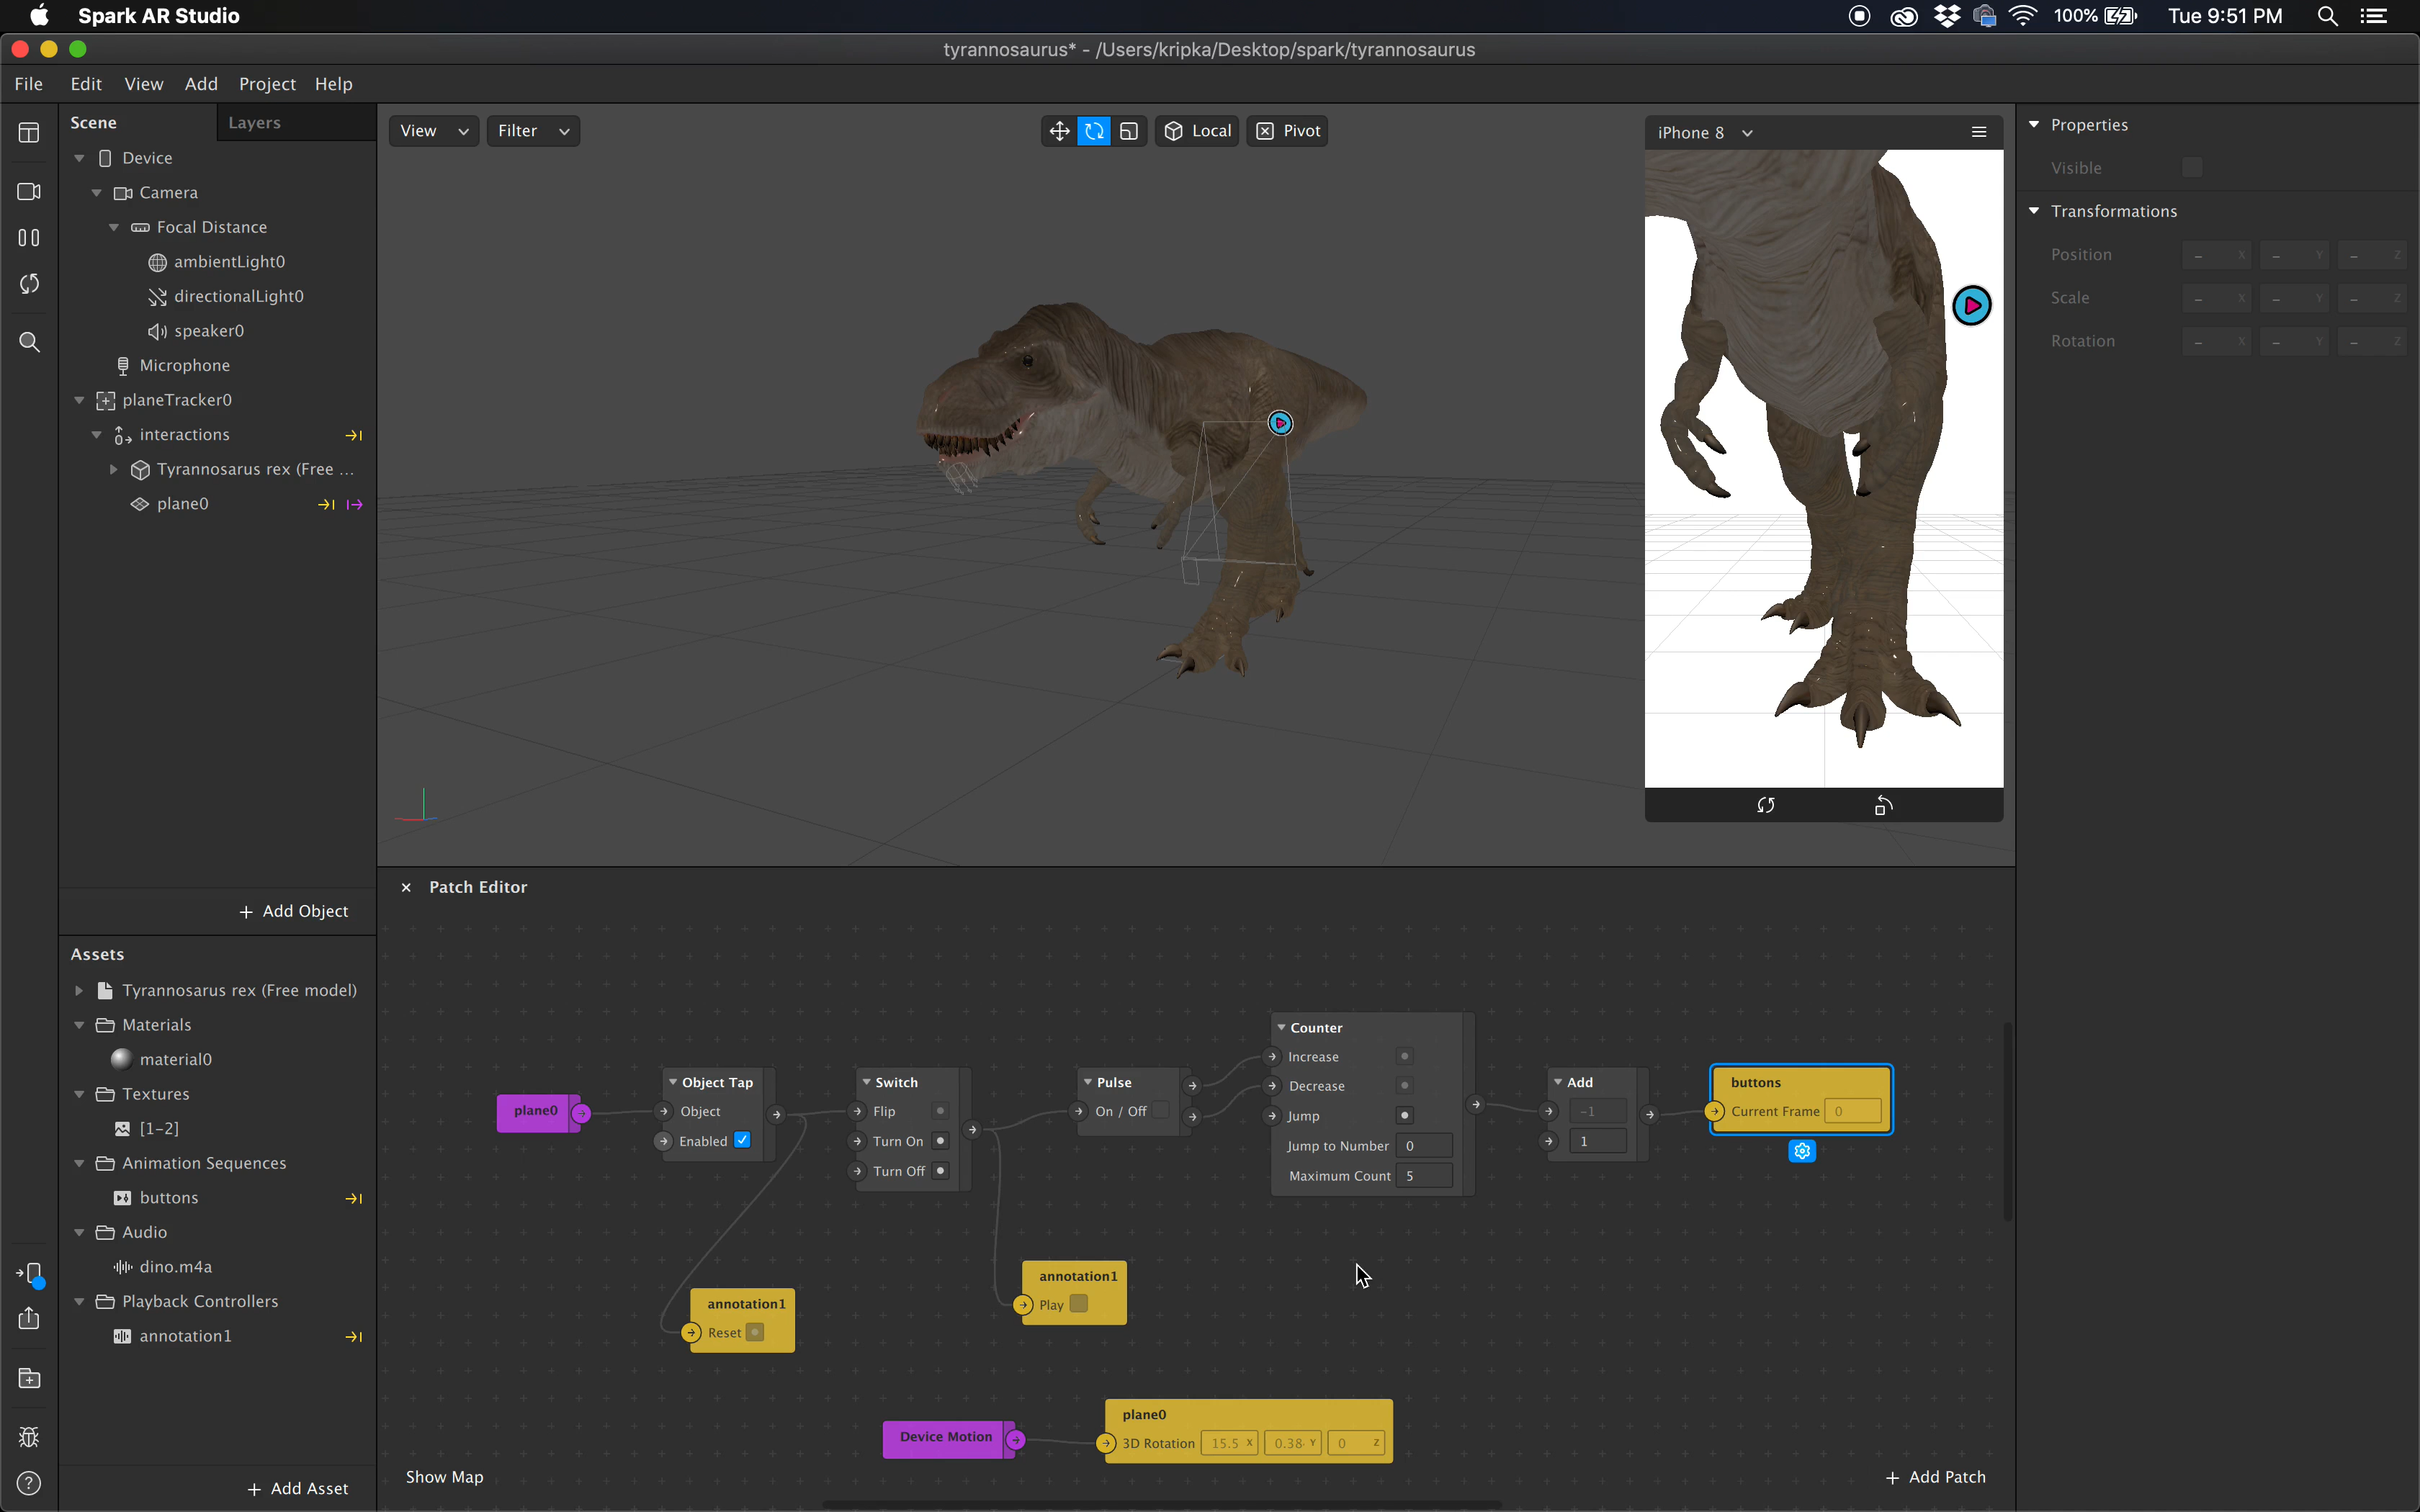 Spark AR Studio
100%
Tue 9:51 PM
tyrannosaurus* - /Users/kripka/Desktop/spark/tyrannosaurus
File Edit View Add Project Help
Scene
Layers
Device
Camera
Focal Distance
ambientLight0
directionalLight0
speaker0
Microphone
planeTracker0
interactions
Tyrannosarus rex (Free ...
plane0
+ Add Object
Assets
Tyrannosarus rex (Free model)
Materials
material0
Textures
[1-2]
Animation Sequences
buttons
Audio
dino.m4a
Playback Controllers
annotation1
+ Add Asset
View
Filter
Local
Pivot
iPhone 8
Properties
Visible
Transformations
Position - X - Y - Z
Scale - X - Y - Z
Rotation - X - Y - Z
× Patch Editor
plane0
Object Tap
Object
Enabled
Switch
Flip
Turn On
Turn Off
Pulse
On / Off
Counter
Increase
Decrease
Jump
Jump to Number 0
Maximum Count 5
Add
-1
1
buttons
Current Frame 0
annotation1
Reset
annotation1
Play
Device Motion
plane0
3D Rotation 15.5 X 0.38 Y 0 Z
Show Map
+ Add Patch